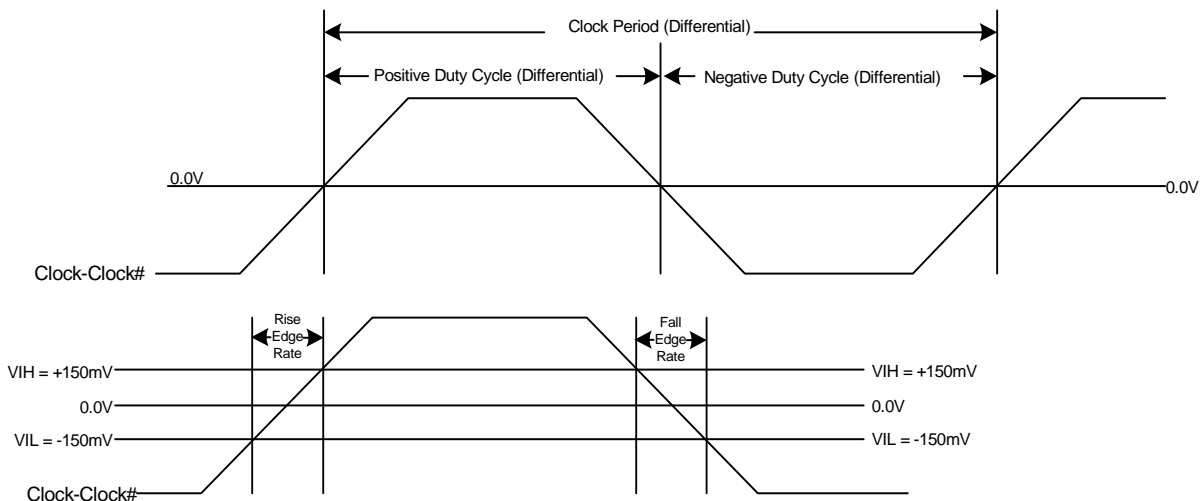 Clock Period (Differential)
Positive Duty Cycle (Differential)
Negative Duty Cycle (Differential)
0.0V
0.0V
Clock-Clock#
Rise
Edge
Rate
Fall
Edge
Rate
VIH = +150mV
VIH = +150mV
0.0V
0.0V
VIL = -150mV
VIL = -150mV
Clock-Clock#